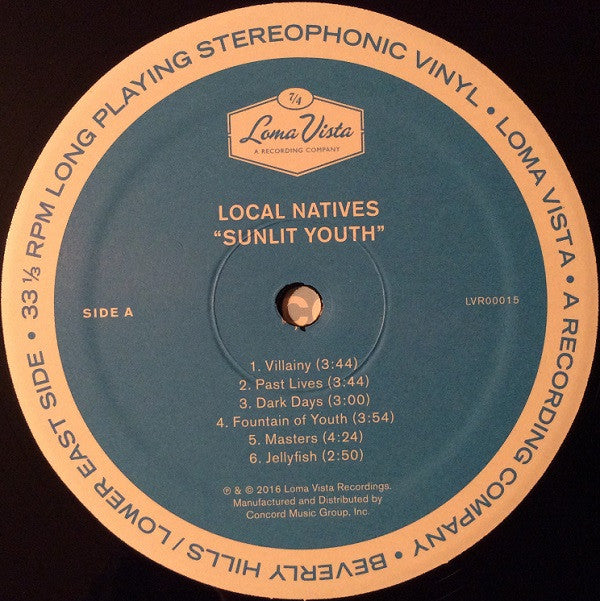 33 ⅓ RPM LONG PLAYING STEREOPHONIC VINYL • LOMA VISTA • A RECORDING COMPANY • BEVERLY HILLS / LOWER EAST SIDE •
7/4
Loma Vista
A RECORDING COMPANY
LOCAL NATIVES
“SUNLIT YOUTH”
SIDE A
LVR00015
1. Villainy (3:44)
2. Past Lives (3:44)
3. Dark Days (3:00)
4. Fountain of Youth (3:54)
5. Masters (4:24)
6. Jellyfish (2:50)
℗ & © 2016 Loma Vista Recordings.
Manufactured and Distributed by
Concord Music Group, Inc.